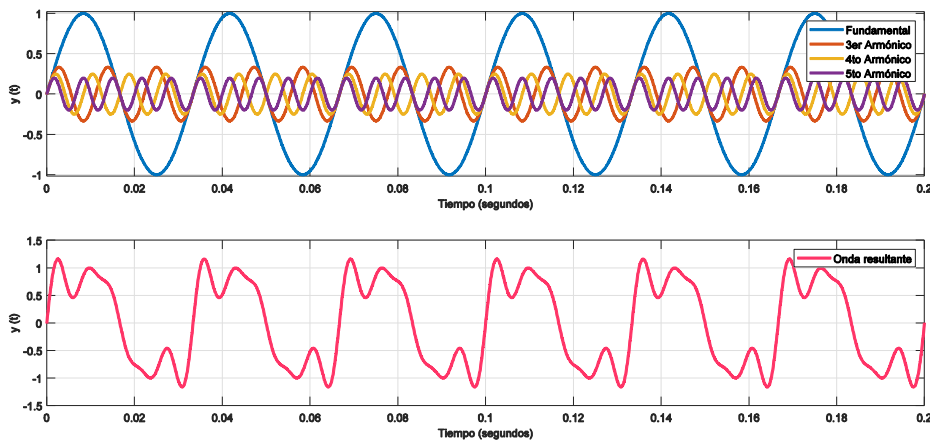 1
0.5
0
-0.5
-1
y (t)
Fundamental
3er Armónico
4to Armónico
5to Armónico
0 0.02 0.04 0.06 0.08 0.1 0.12 0.14 0.16 0.18 0.2
Tiempo (segundos)
1.5
1
0.5
0
-0.5
-1
-1.5
y (t)
Onda resultante
0 0.02 0.04 0.06 0.08 0.1 0.12 0.14 0.16 0.18 0.2
Tiempo (segundos)